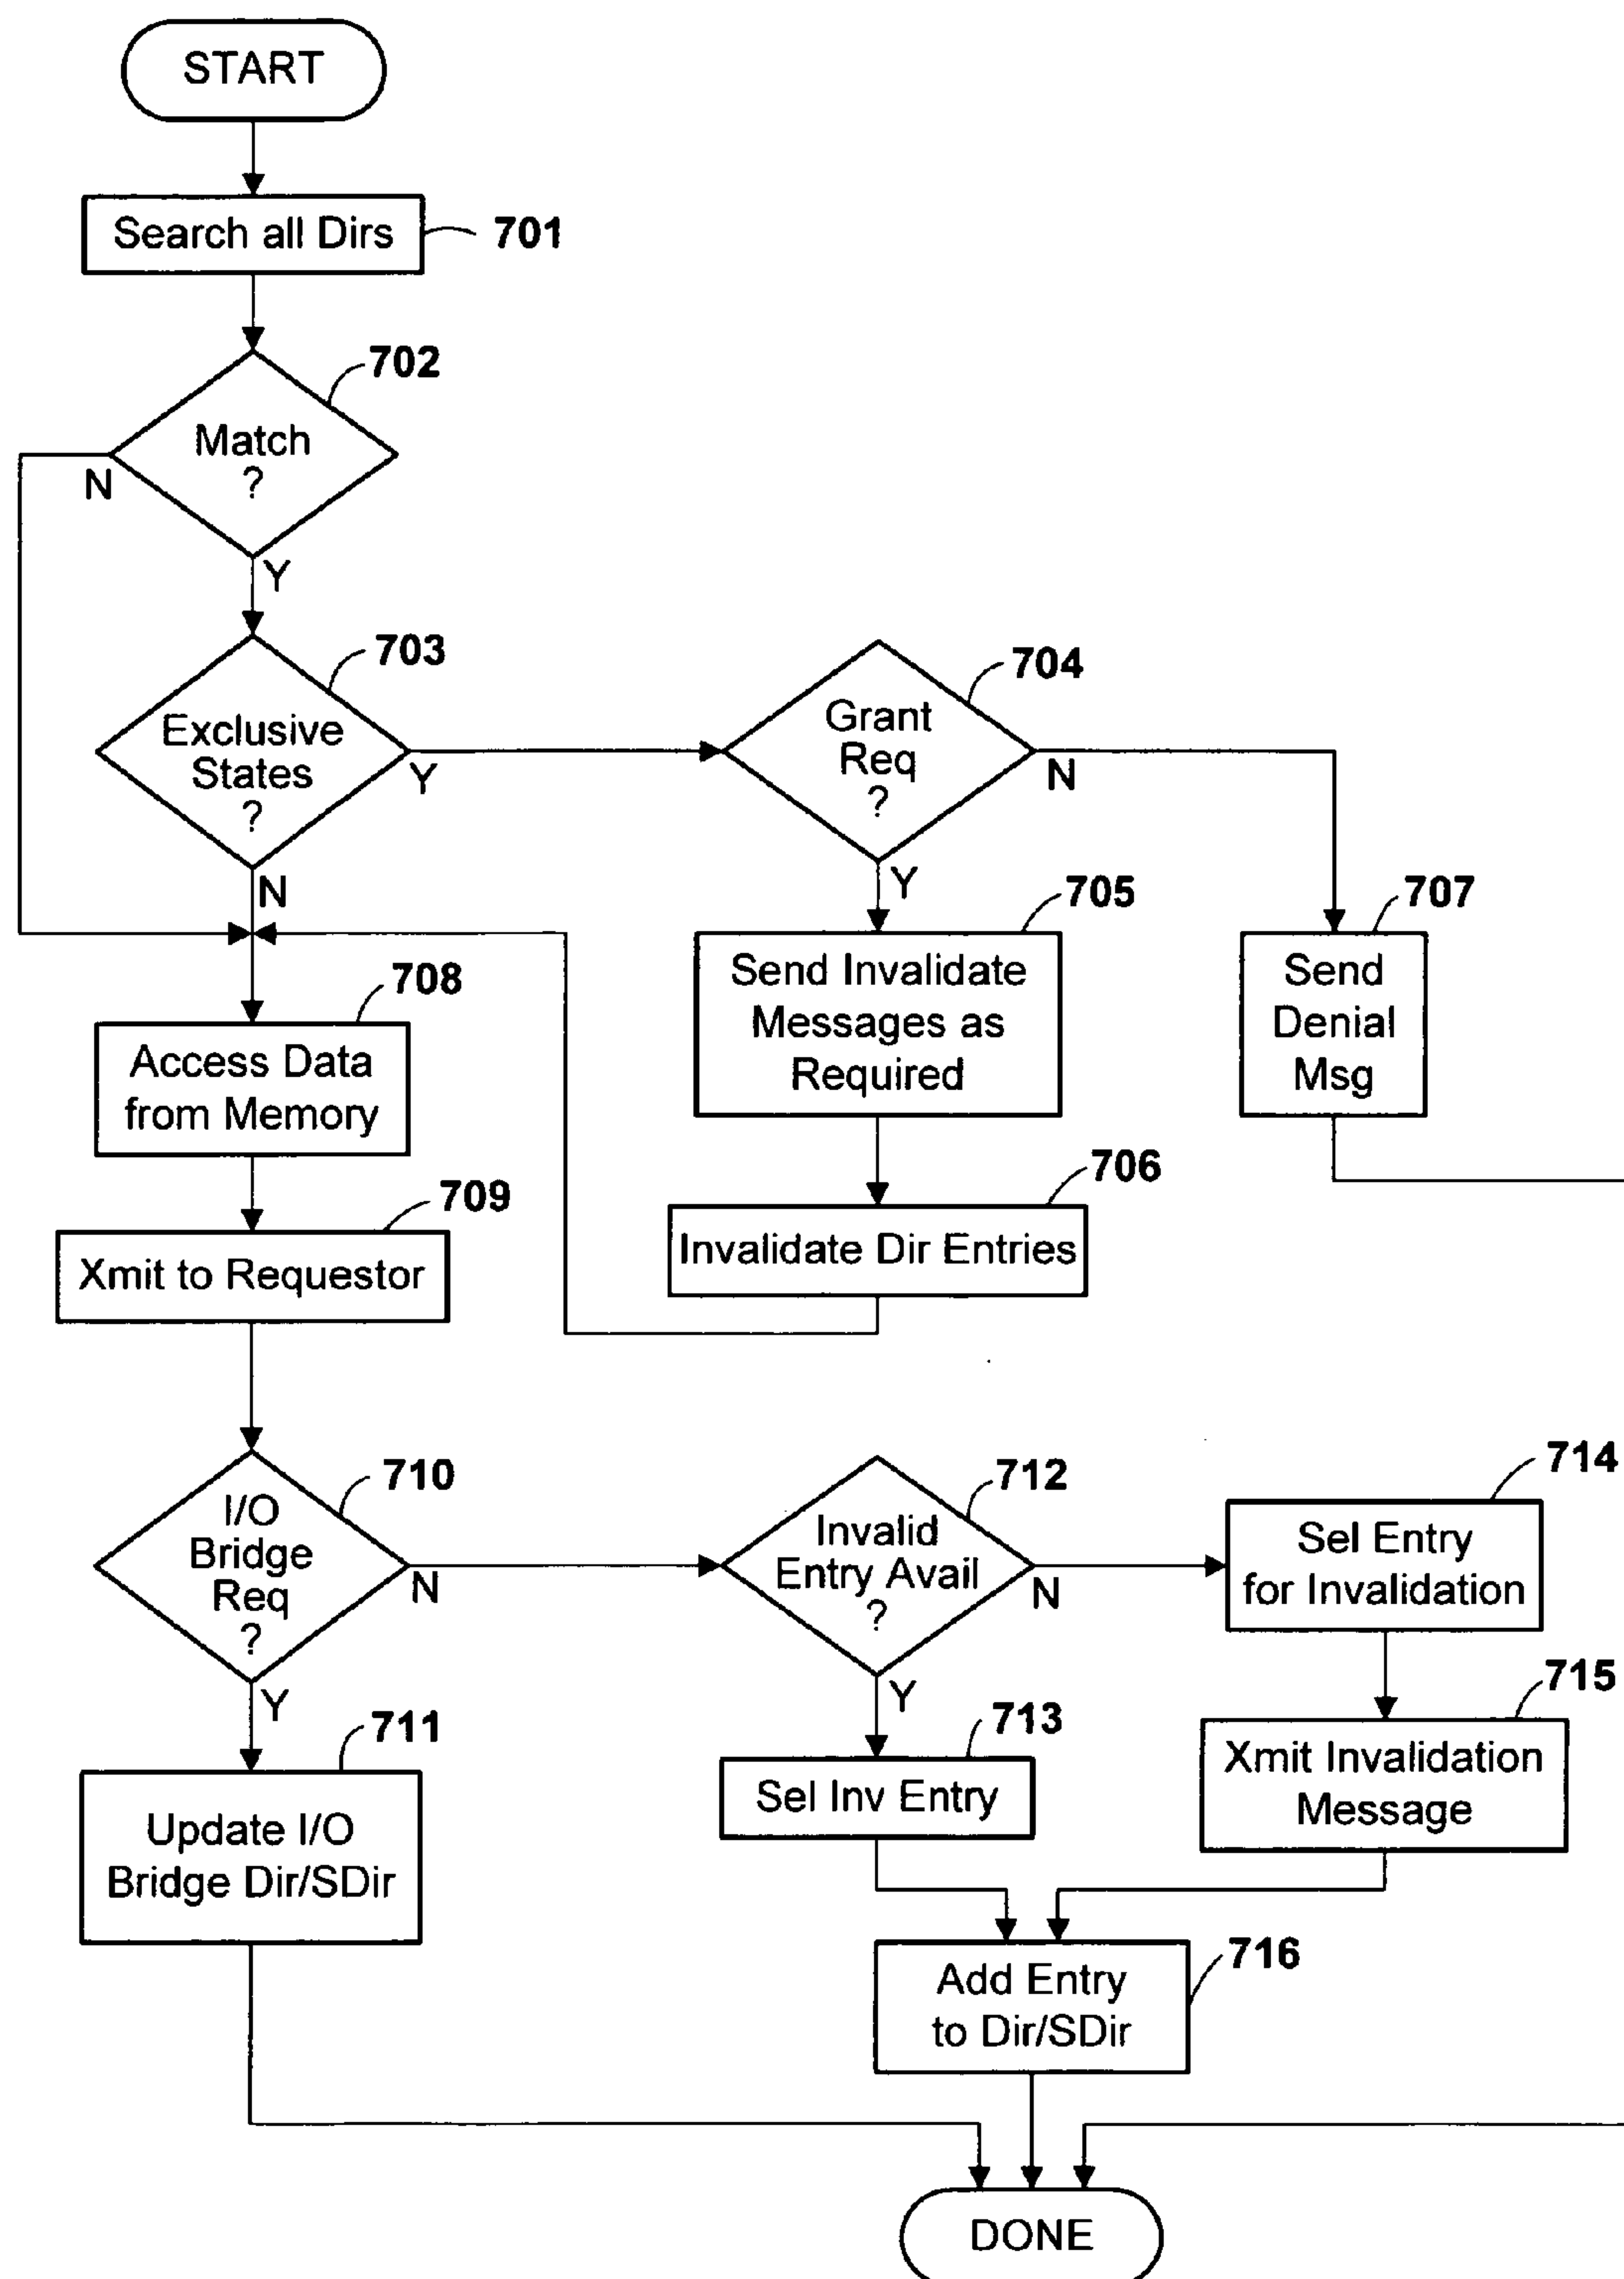 START
Search all Dirs
701
702
Match
?
N
Y
703
Exclusive
States
?
Y
N
704
Grant
Req
?
N
Y
705
Send Invalidate
Messages as
Required
707
Send
Denial
Msg
706
Invalidate Dir Entries
708
Access Data
from Memory
709
Xmit to Requestor
710
I/O
Bridge
Req
?
N
Y
711
Update I/O
Bridge Dir/SDir
712
Invalid
Entry Avail
?
N
Y
713
Sel Inv Entry
714
Sel Entry
for Invalidation
715
Xmit Invalidation
Message
716
Add Entry
to Dir/SDir
DONE